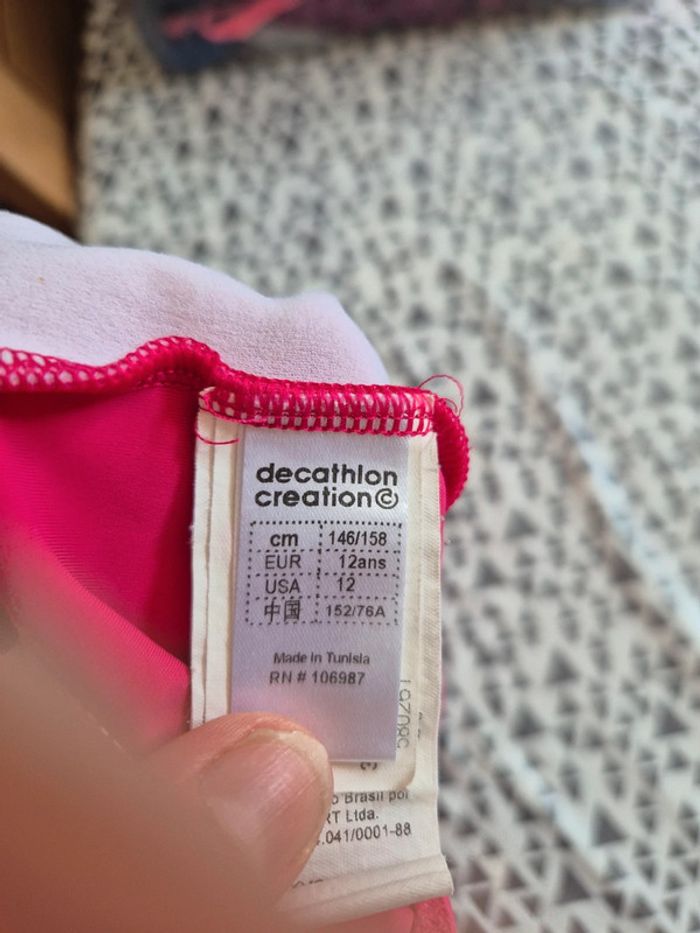 decathlon
creation©
cm 146/158
EUR 12ans
USA 12
中国 152/76A
Made in Tunisia
RN # 106987
Brasil por
RT Ltda.
.041/0001-88